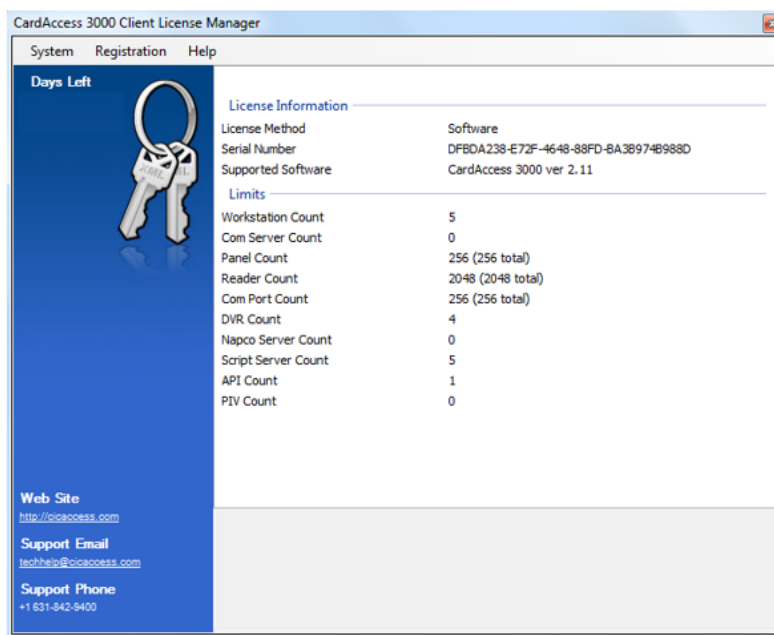 CardAccess 3000 Client License Manager
System Registration Help
Days Left
XML
License Information
License Method Software
Serial Number DFBDA238-E72F-4648-88FD-BA3B974B988D
Supported Software CardAccess 3000 ver 2.11
Limits
Workstation Count 5
Com Server Count 0
Panel Count 256 (256 total)
Reader Count 2048 (2048 total)
Com Port Count 256 (256 total)
DVR Count 4
Napco Server Count 0
Script Server Count 5
API Count 1
PIV Count 0
Web Site
http://cicaccess.com
Support Email
techhelp@cicaccess.com
Support Phone
+1 631-842-9400